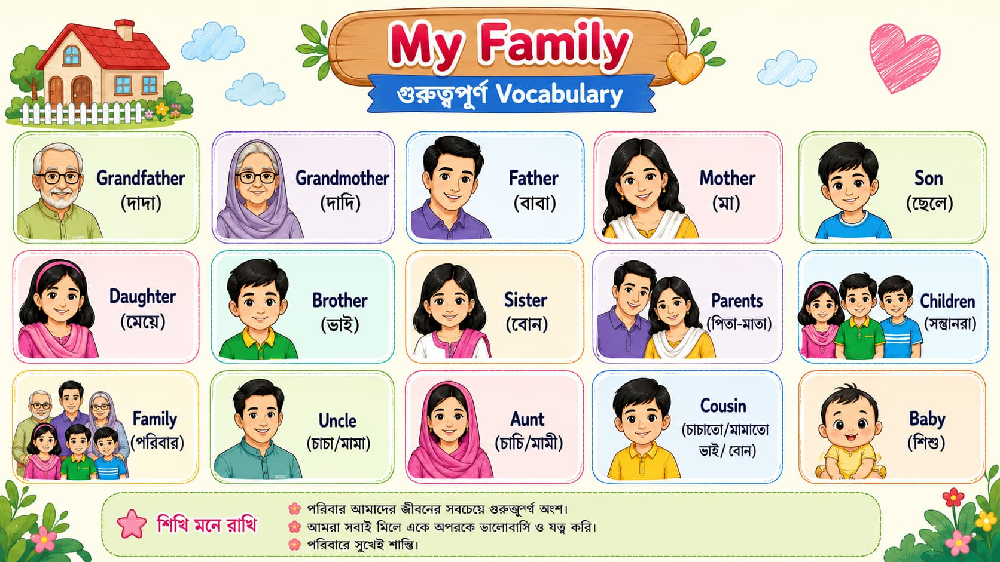 My Family
গুরুত্বপূর্ণ Vocabulary
Grandfather
(দাদা)
Grandmother
(দাদি)
Father
(বাবা)
Mother
(মা)
Son
(ছেলে)
Daughter
(মেয়ে)
Brother
(ভাই)
Sister
(বোন)
Parents
(পিতা-মাতা)
Children
(সন্তানরা)
Family
(পরিবার)
Uncle
(চাচা/মামা)
Aunt
(চাচি/মামী)
Cousin
(চাচাতো/মামাতো
ভাই/ বোন)
Baby
(শিশু)
শিখি মনে রাখি
পরিবার আমাদের জীবনের সবচেয়ে অংশ।
আমরা সবাই মিলে একে অপরকে ভালোবাসি ও যত্ন করি।
পরিবারে সুখেই শান্তি।